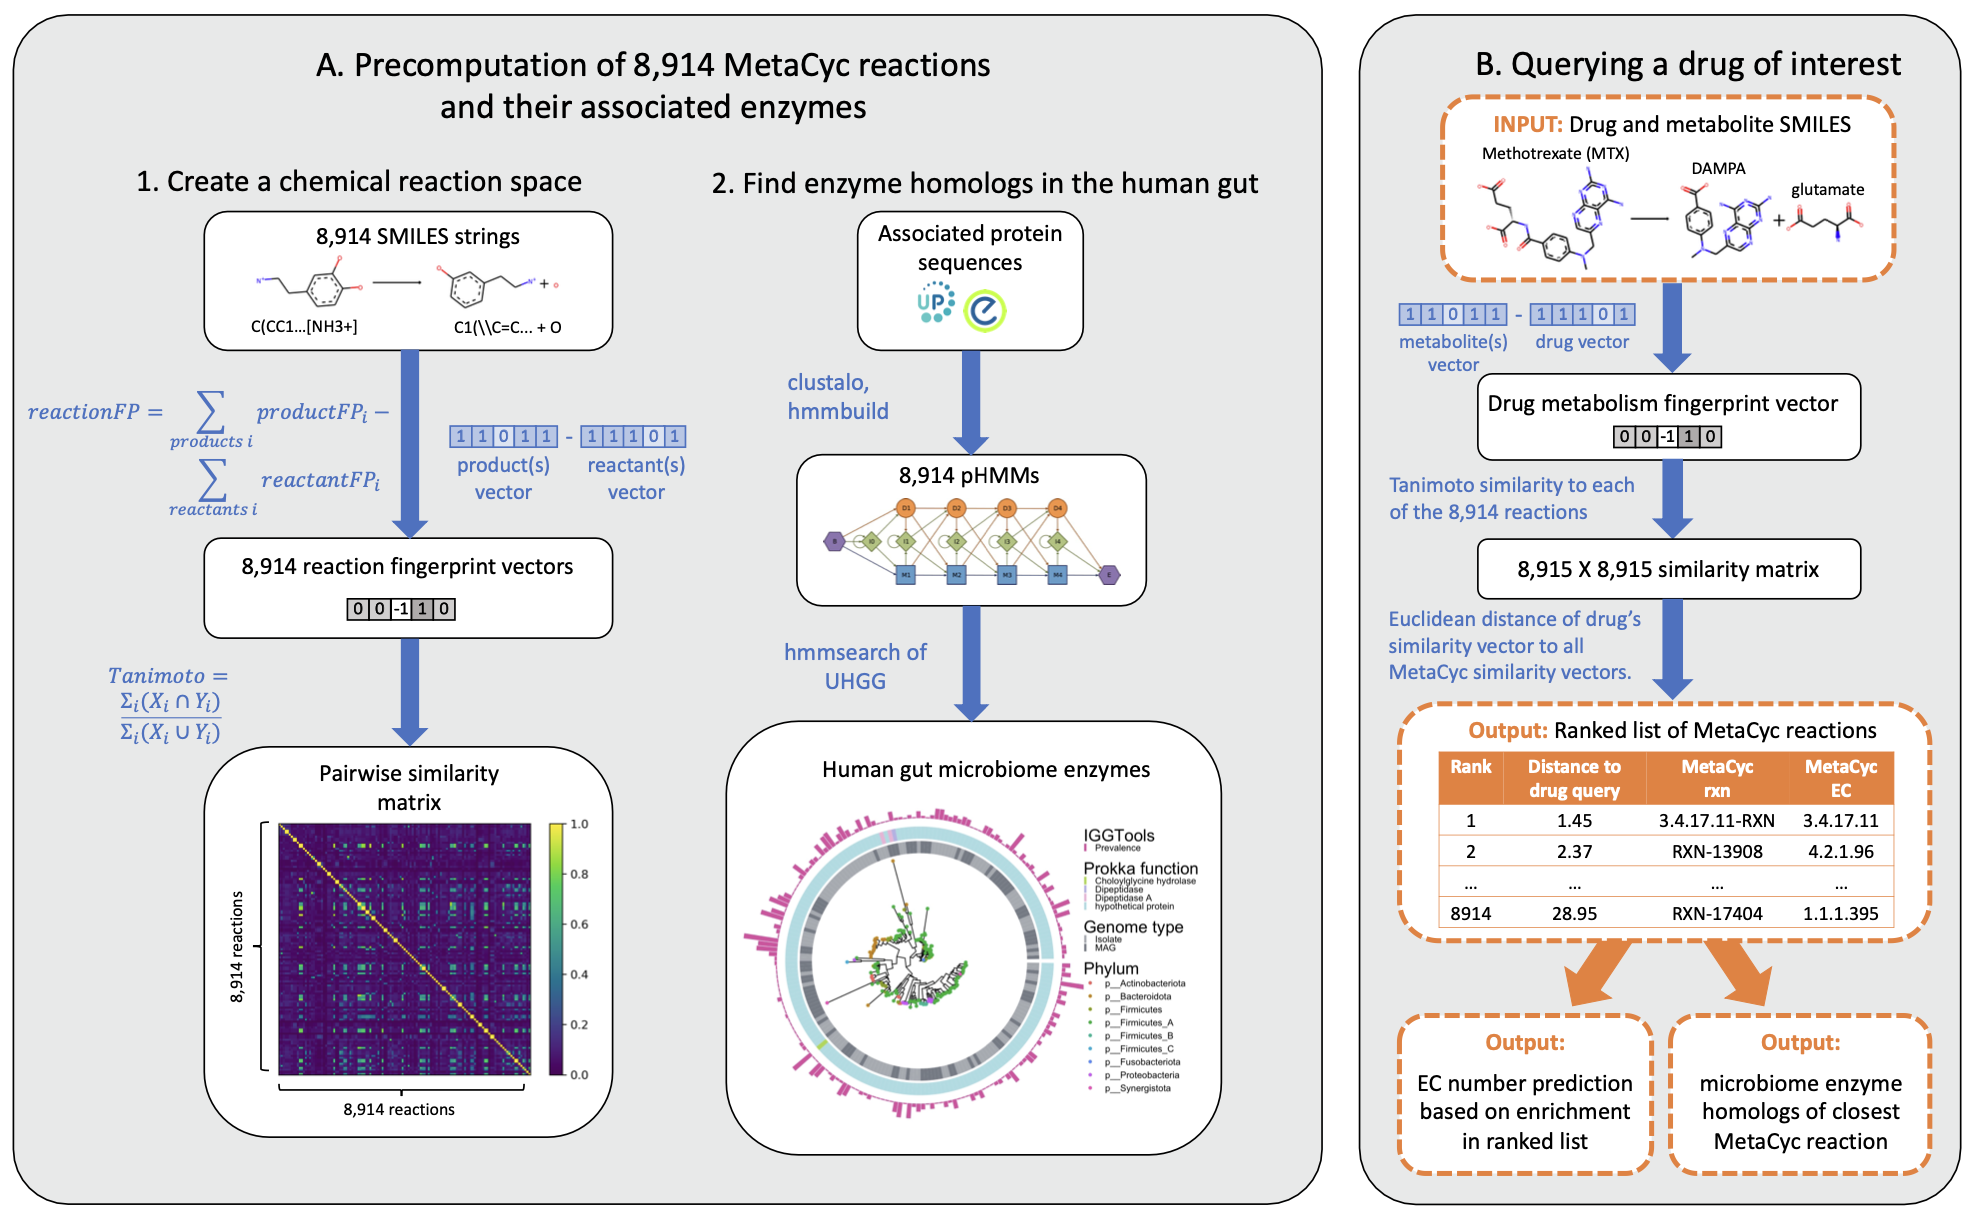 A. Precomputation of 8,914 MetaCyc reactions
and their associated enzymes
1. Create a chemical reaction space
8,914 SMILES strings
N⁺
O
O
O
N⁺
+
O
C(CC1...[NH3+]
C1(\\C=C... + O
reactionFP = ∑ productFPᵢ −
products i
∑ reactantFPᵢ
reactants i
1 1 0 1 1 - 1 1 1 0 1
product(s)
vector
reactant(s)
vector
8,914 reaction fingerprint vectors
0 0 -1 1 0
Tanimoto =
Σᵢ(Xᵢ ∩ Yᵢ)
Σᵢ(Xᵢ ∪ Yᵢ)
Pairwise similarity
matrix
8,914 reactions
8,914 reactions
1.0
0.8
0.6
0.4
0.2
0.0
2. Find enzyme homologs in the human gut
Associated protein
sequences
UP
e
clustalo,
hmmbuild
8,914 pHMMs
D1 D2 D3 D4
B I0 I1 I2 I3 I4
M1 M2 M3 M4 E
hmmsearch of
UHGG
Human gut microbiome enzymes
IGGTools
Prevalence
Prokka function
Choloylglycine hydrolase
Dipeptidase
Dipeptidase A
hypothetical protein
Genome type
Isolate
MAG
Phylum
p__Actinobacteriota
p__Bacteroidota
p__Firmicutes
p__Firmicutes_A
p__Firmicutes_B
p__Firmicutes_C
p__Fusobacteriota
p__Proteobacteria
p__Synergistota
B. Querying a drug of interest
INPUT: Drug and metabolite SMILES
Methotrexate (MTX)
DAMPA
+
glutamate
1 1 0 1 1 - 1 1 1 0 1
metabolite(s)
vector
drug vector
Drug metabolism fingerprint vector
0 0 -1 1 0
Tanimoto similarity to each
of the 8,914 reactions
8,915 X 8,915 similarity matrix
Euclidean distance of drug's
similarity vector to all
MetaCyc similarity vectors.
Output: Ranked list of MetaCyc reactions
Rank Distance to drug query MetaCyc rxn MetaCyc EC
1 1.45 3.4.17.11-RXN 3.4.17.11
2 2.37 RXN-13908 4.2.1.96
... ... ... ...
8914 28.95 RXN-17404 1.1.1.395
Output:
EC number prediction
based on enrichment
in ranked list
Output:
microbiome enzyme
homologs of closest
MetaCyc reaction